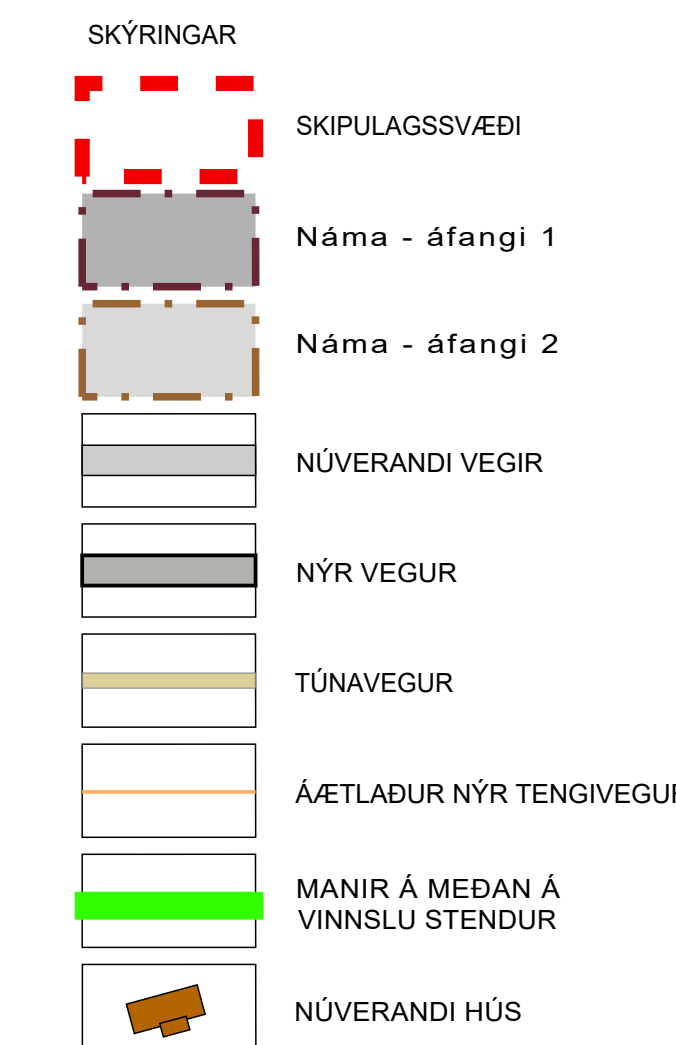 SKÝRINGAR
SKIPULAGSSVÆÐI
Náma - áfangi 1
Náma - áfangi 2
NÚVERANDI VEGIR
NÝR VEGUR
TÚNAVEGUR
ÁÆTLAÐUR NÝR TENGIVEGUR
MANIR Á MEÐAN Á
VINNSLU STENDUR
NÚVERANDI HÚS